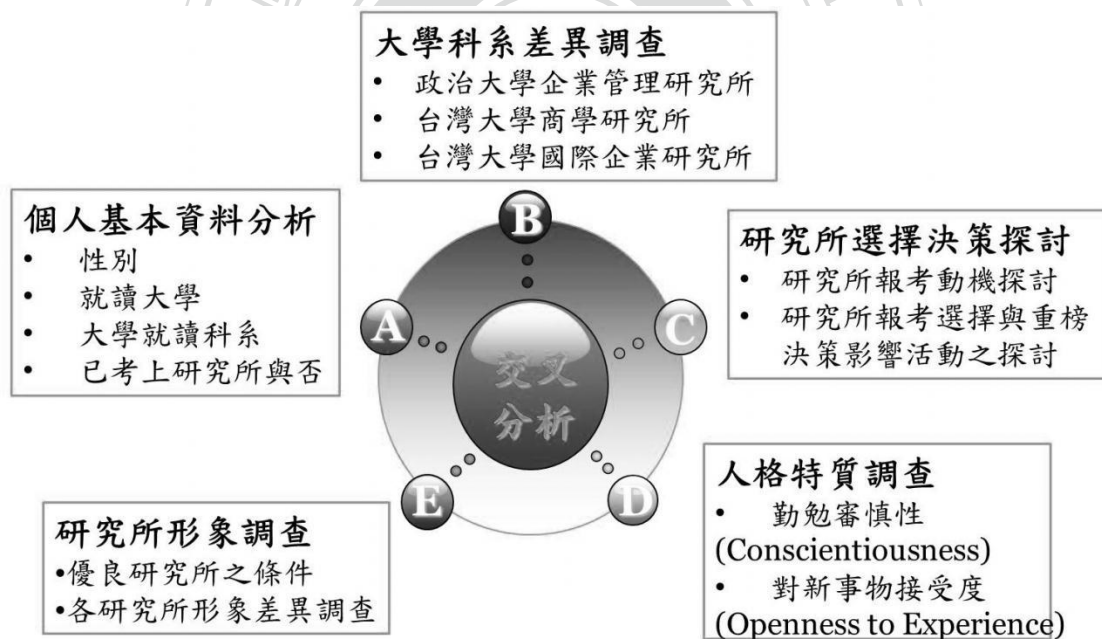 大學科系差異調查
• 政治大學企業管理研究所
• 台灣大學商學研究所
• 台灣大學國際企業研究所
個人基本資料分析
• 性別
• 就讀大學
• 大學就讀科系
• 已考上研究所與否
B
研究所選擇決策探討
• 研究所報考動機探討
• 研究所報考選擇與重榜
決策影響活動之探討
A
C
交叉
分析
E
D
研究所形象調查
•優良研究所之條件
•各研究所形象差異調查
人格特質調查
• 勤勉審慎性
(Conscientiousness)
• 對新事物接受度
(Openness to Experience)